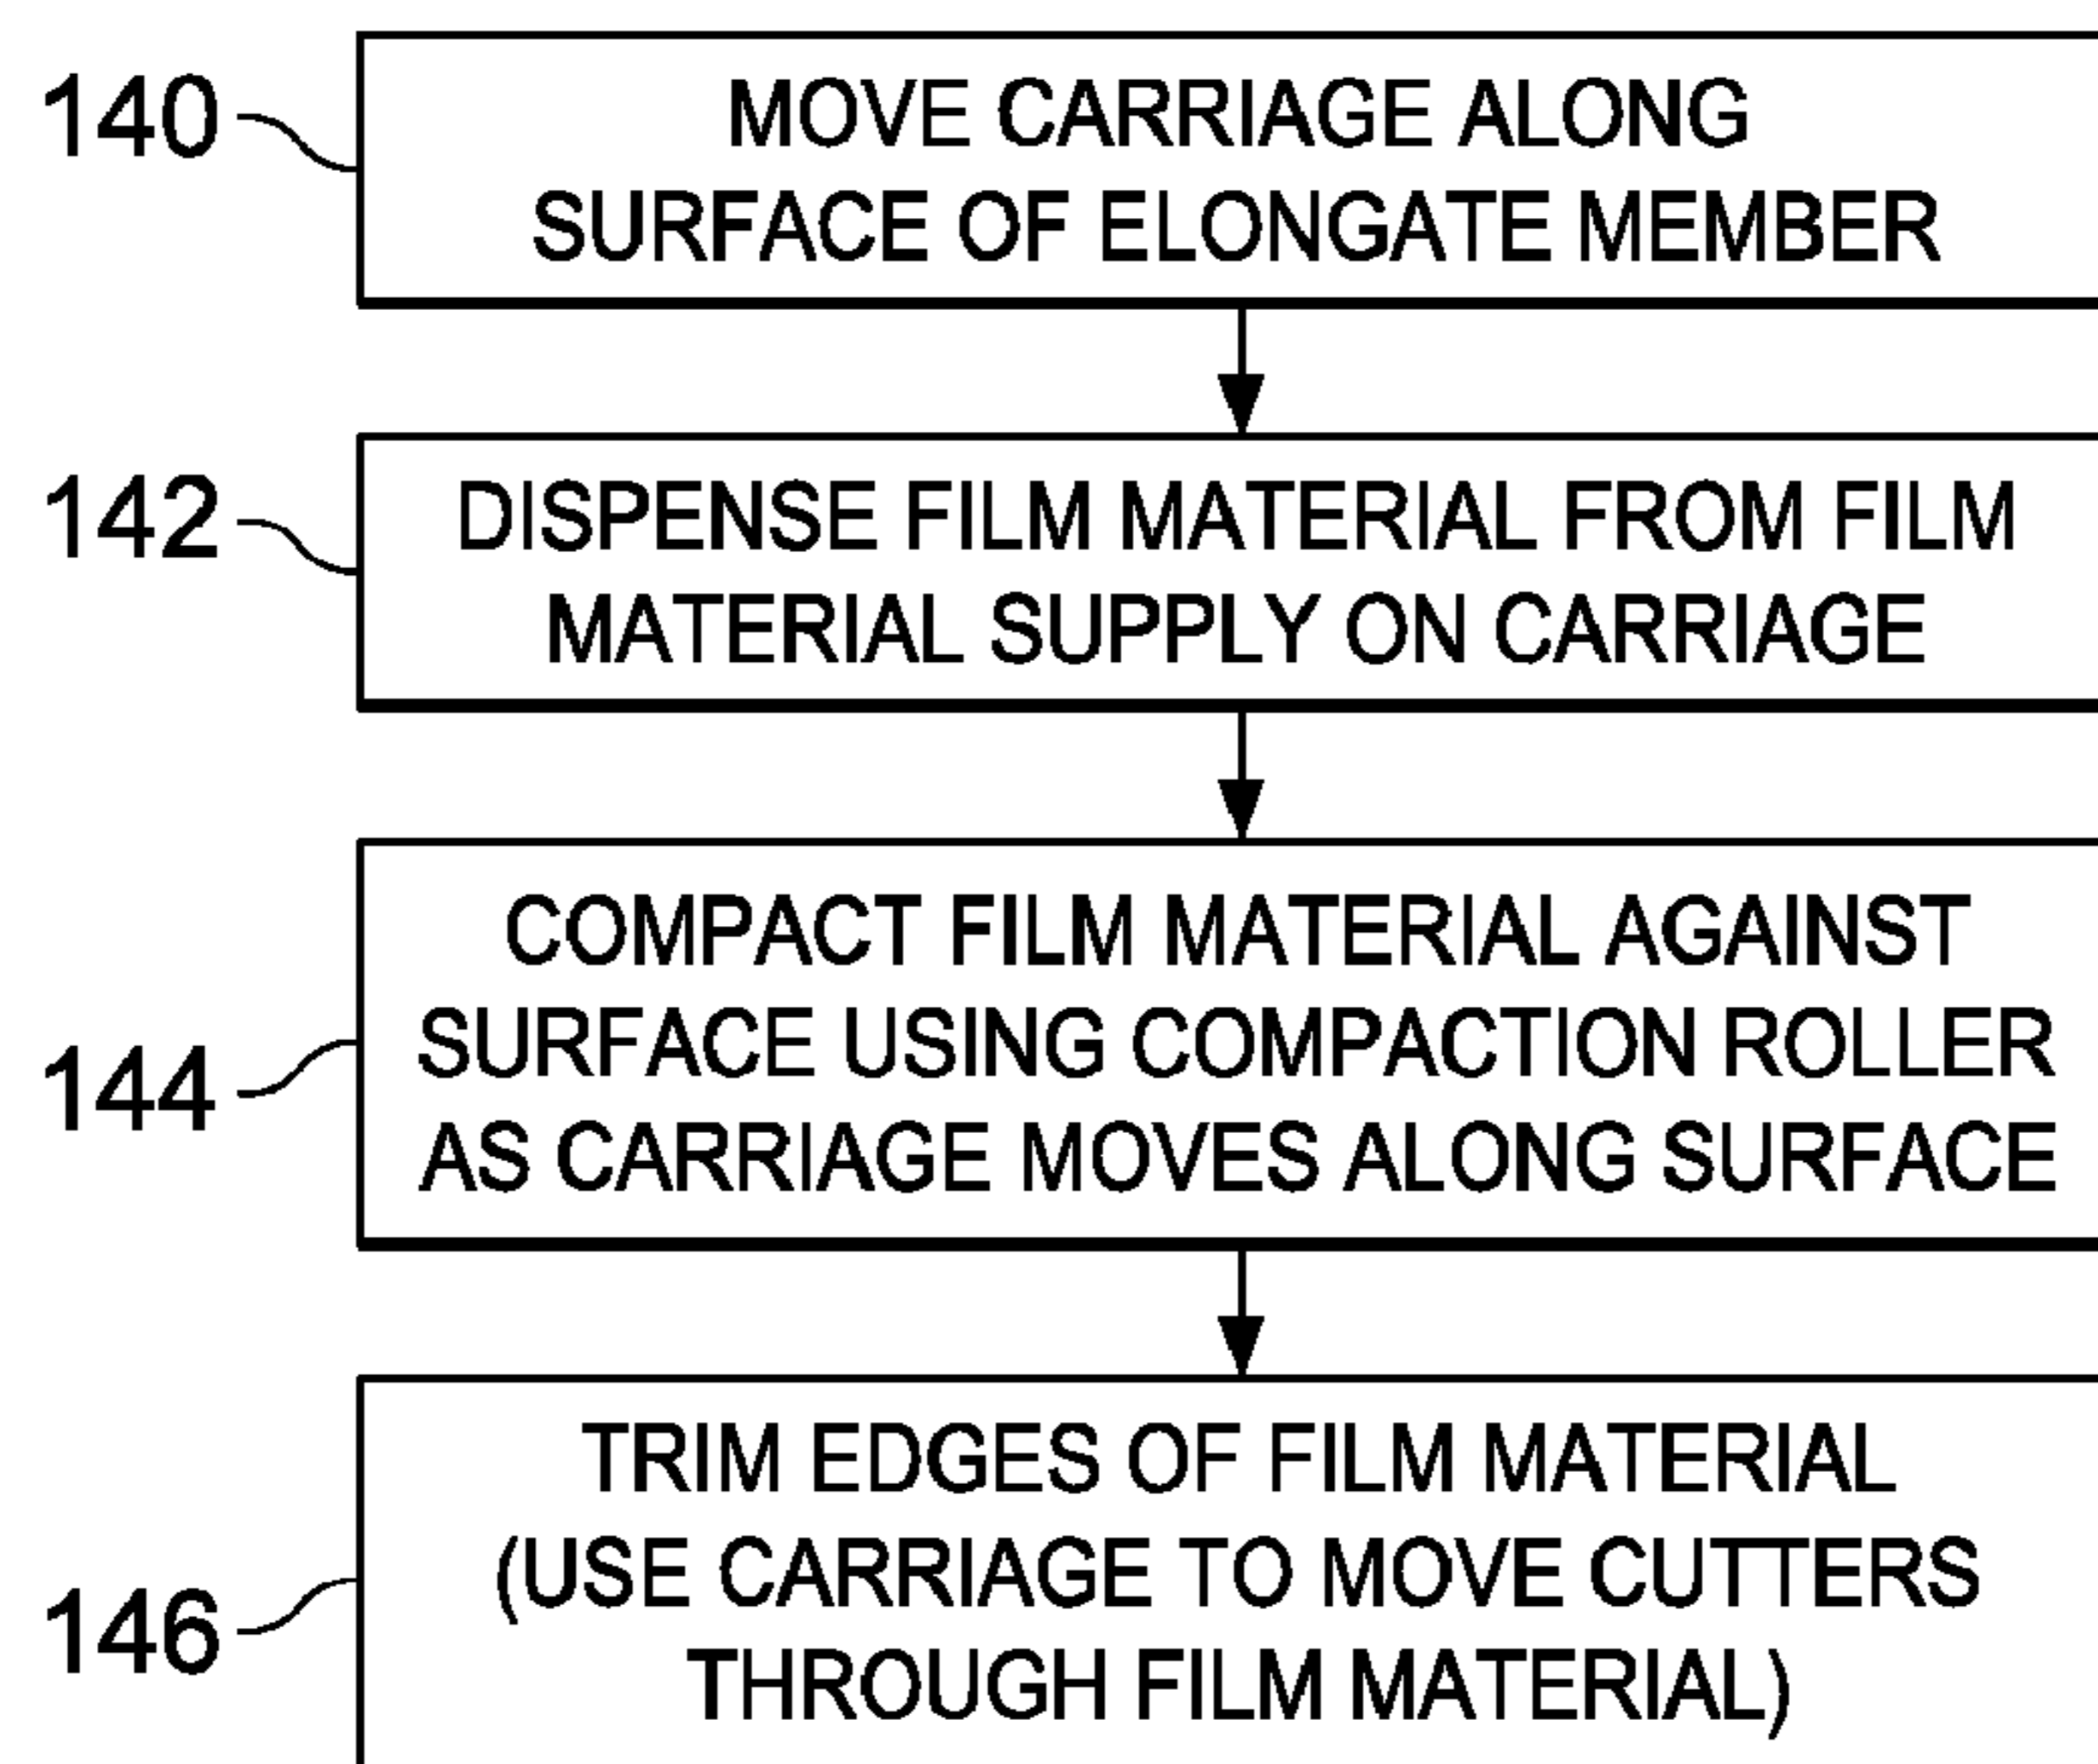 140
MOVE CARRIAGE ALONG
SURFACE OF ELONGATE MEMBER
142
DISPENSE FILM MATERIAL FROM FILM
MATERIAL SUPPLY ON CARRIAGE
144
COMPACT FILM MATERIAL AGAINST
SURFACE USING COMPACTION ROLLER
AS CARRIAGE MOVES ALONG SURFACE
146
TRIM EDGES OF FILM MATERIAL
(USE CARRIAGE TO MOVE CUTTERS
THROUGH FILM MATERIAL)